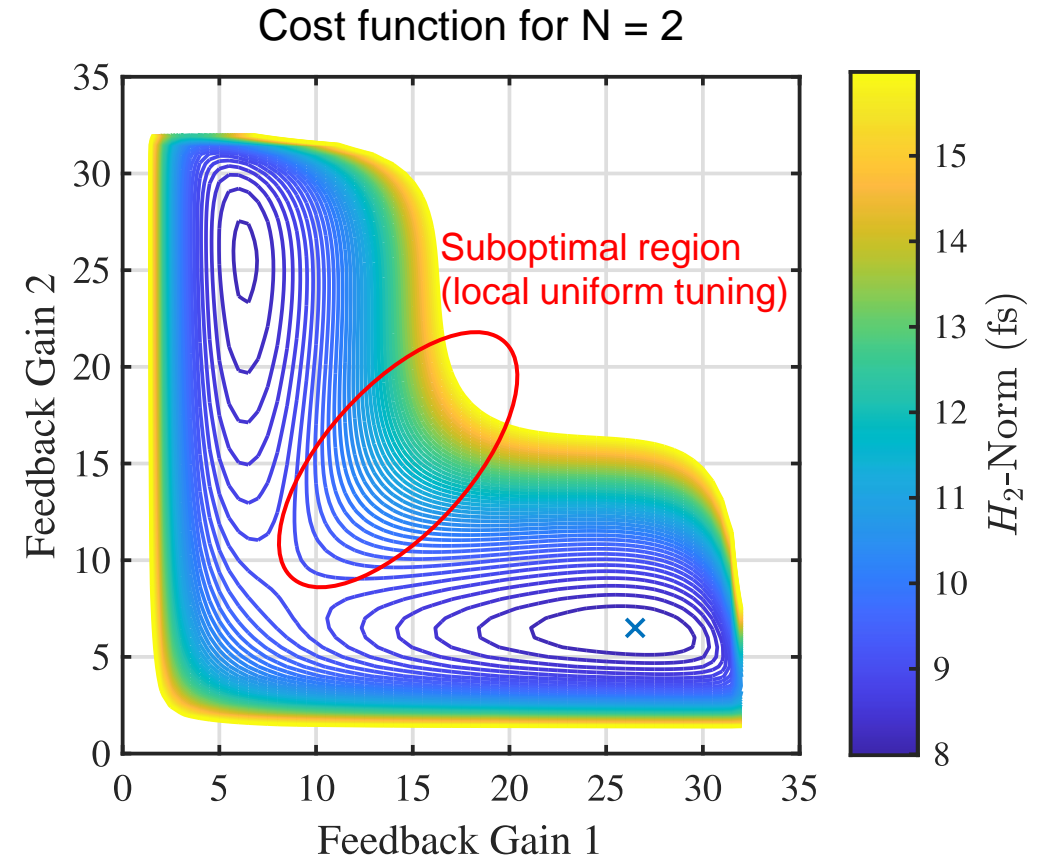 Cost function for N = 2
35
30
25
20
15
10
5
0
Feedback Gain 2
Suboptimal region
(local uniform tuning)
0 5 10 15 20 25 30 35
Feedback Gain 1
15
14
13
12
11
10
9
8
H2-Norm (fs)